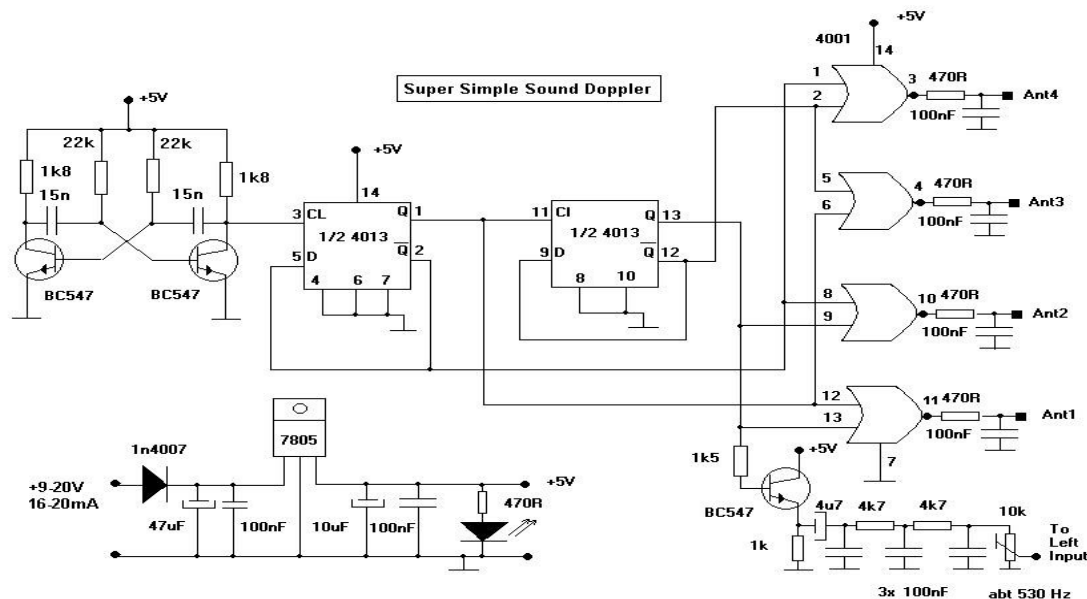 Super Simple Sound Doppler
+5V
22k
22k
1k8
1k8
15n
15n
BC547
BC547
+5V
14
3
CL
Q
1
1/2 4013
Q
2
5
D
4
6
7
11
CI
Q
13
1/2 4013
9
D
Q
12
8
10
+5V
4001
14
1
2
3
470R
100nF
Ant4
5
6
4
470R
100nF
Ant3
8
9
10
470R
100nF
Ant2
12
13
11
470R
100nF
Ant1
7
1n4007
7805
+9-20V
16-20mA
47uF
100nF
10uF
100nF
470R
+5V
1k5
+5V
BC547
4u7
4k7
4k7
10k
1k
To
Left
Input
3x 100nF
abt 530 Hz